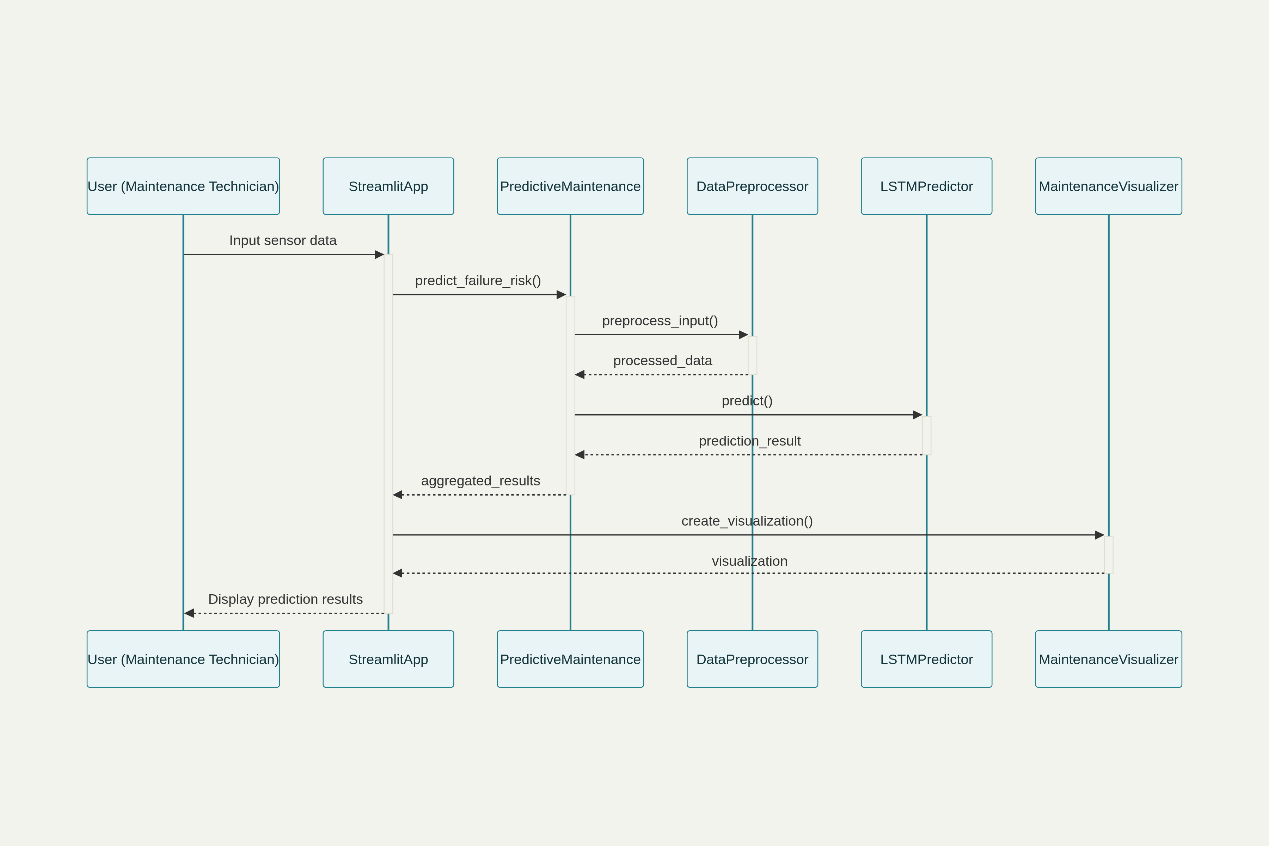 User (Maintenance Technician)
StreamlitApp
PredictiveMaintenance
DataPreprocessor
LSTMPredictor
MaintenanceVisualizer
Input sensor data
predict_failure_risk()
preprocess_input()
processed_data
predict()
prediction_result
aggregated_results
create_visualization()
visualization
Display prediction results
User (Maintenance Technician)
StreamlitApp
PredictiveMaintenance
DataPreprocessor
LSTMPredictor
MaintenanceVisualizer